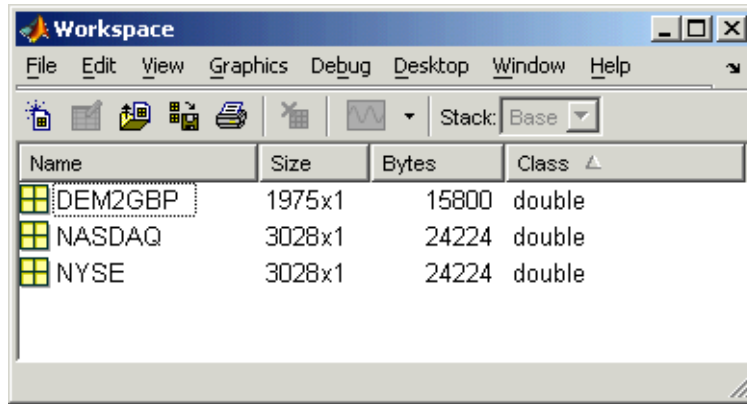 Workspace
File Edit View Graphics Debug Desktop Window Help
Stack: Base
Name Size Bytes Class
DEM2GBP 1975x1 15800 double
NASDAQ 3028x1 24224 double
NYSE 3028x1 24224 double